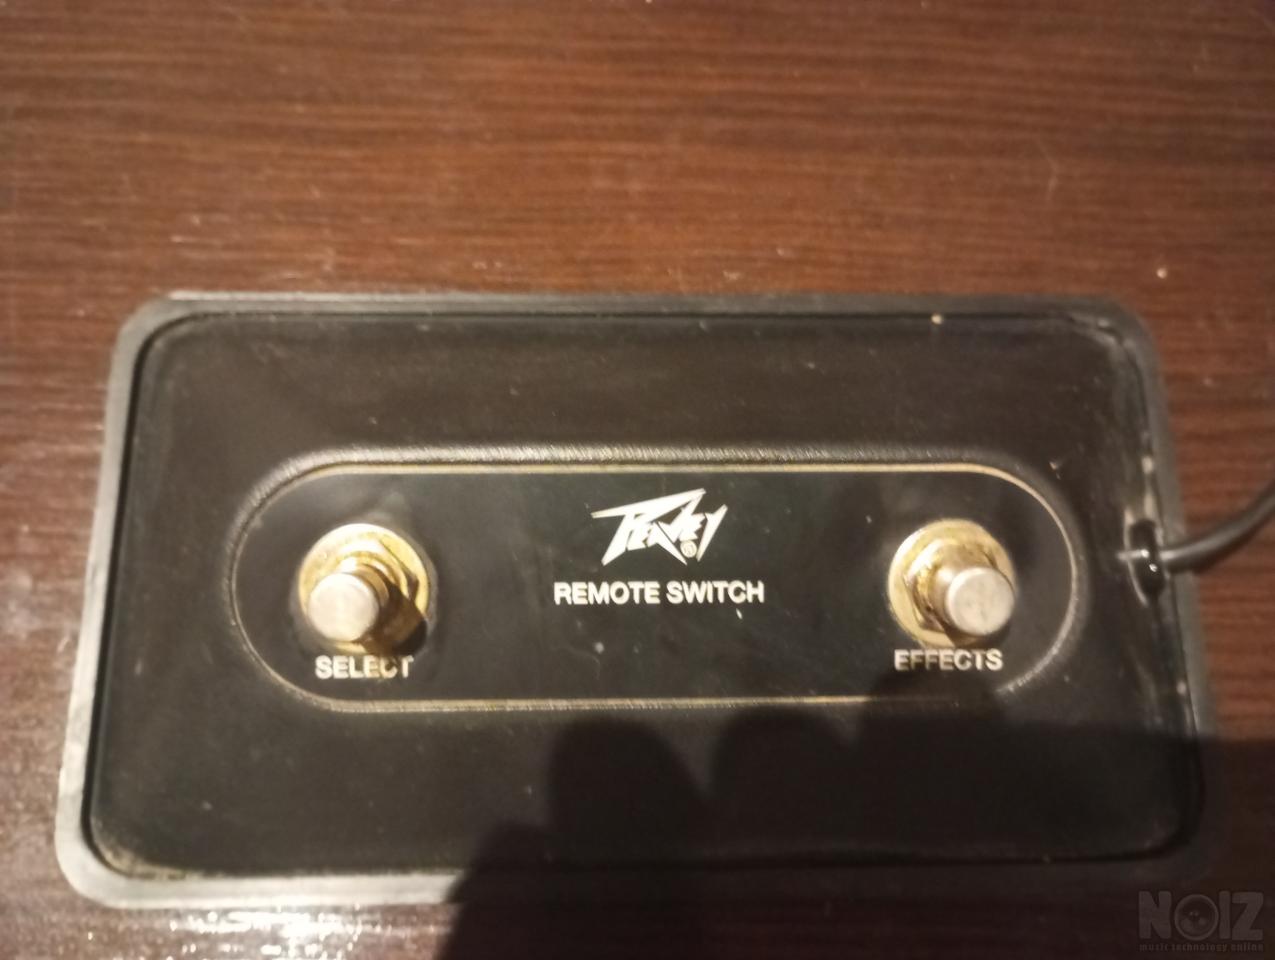 PEAVEY®
REMOTE SWITCH
SELECT
EFFECTS
NOIZ
music technology online